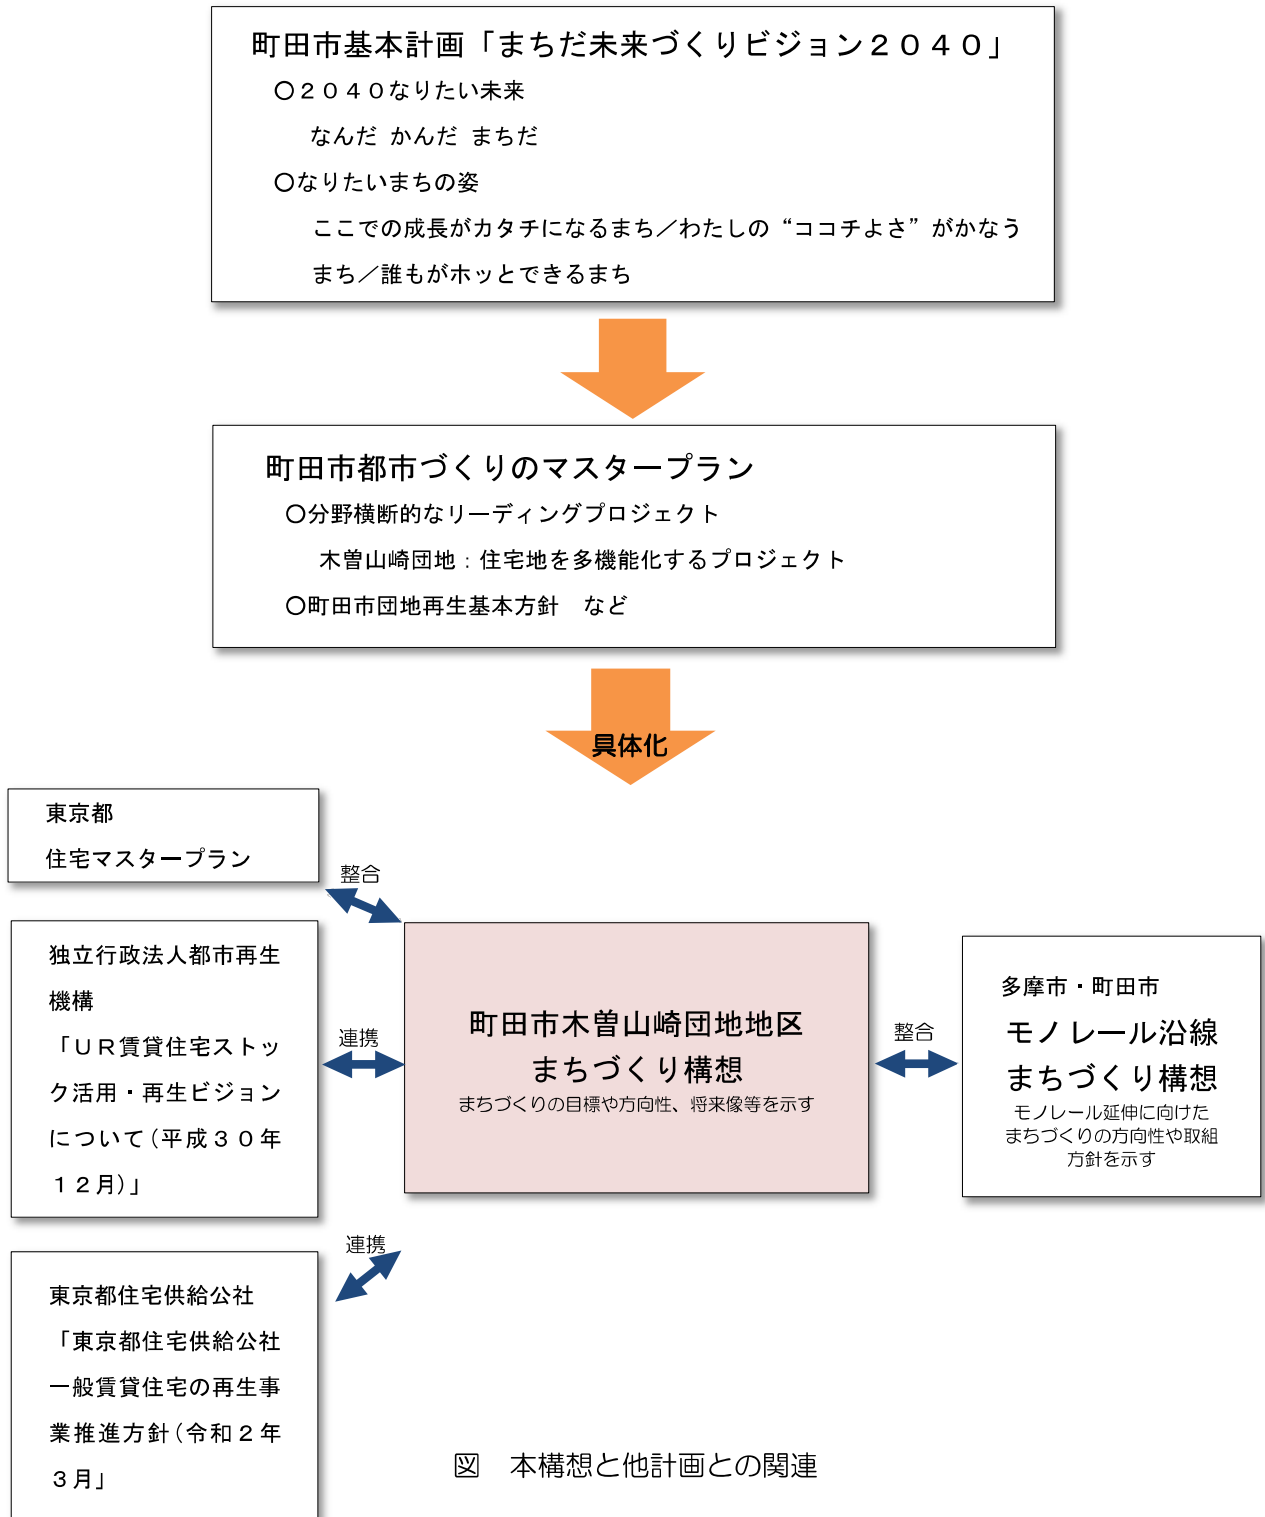 町田市基本計画「まちだ未来づくりビジョン２０４０」
〇２０４０なりたい未来
なんだ かんだ まちだ
〇なりたいまちの姿
ここでの成長がカタチになるまち／わたしの“ココチよさ”がかなう
まち／誰もがホッとできるまち
町田市都市づくりのマスタープラン
〇分野横断的なリーディングプロジェクト
木曽山崎団地：住宅地を多機能化するプロジェクト
〇町田市団地再生基本方針　など
具体化
東京都
住宅マスタープラン
整合
独立行政法人都市再生
機構
「ＵＲ賃貸住宅ストッ
ク活用・再生ビジョン
について（平成３０年
１２月）」
連携
町田市木曽山崎団地地区
まちづくり構想
まちづくりの目標や方向性、将来像等を示す
整合
多摩市・町田市
モノレール沿線
まちづくり構想
モノレール延伸に向けた
まちづくりの方向性や取組
方針を示す
連携
東京都住宅供給公社
「東京都住宅供給公社
一般賃貸住宅の再生事
業推進方針（令和２年
３月」
図　本構想と他計画との関連